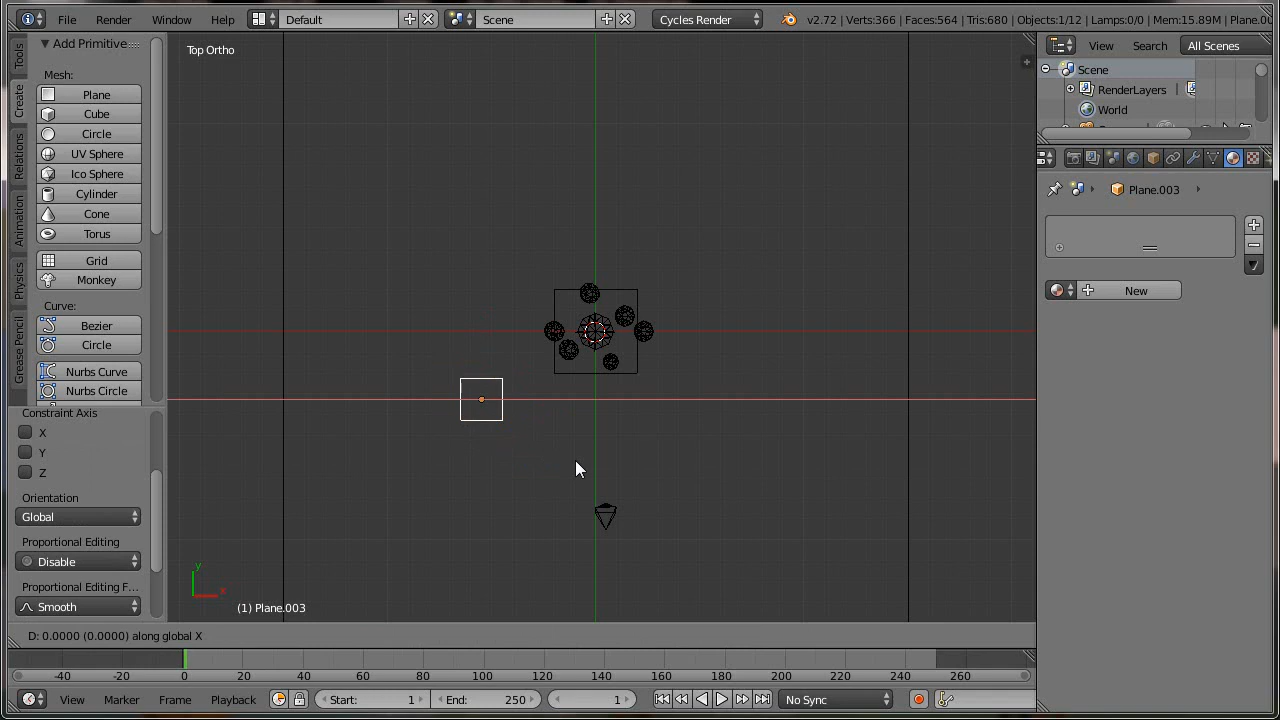 File Render Window Help Default Scene Cycles Render v2.72 | Verts:366 | Faces:564 | Tris:680 | Objects:1/12 | Lamps:0/0 | Mem:15.89M |
Add Primitive
Top Ortho
View Search All Scenes
Mesh:
Scene
Plane
RenderLayers
Cube
World
Circle
UV Sphere
Ico Sphere
Cylinder
Plane.003
Cone
Torus
Grid
Monkey
New
Curve:
Bezier
Circle
Nurbs Curve
Nurbs Circle
Tools
Create
Relations
Animation
Physics
Grease Pencil
Constraint Axis
X
Y
Z
Orientation
Global
Proportional Editing
Disable
Proportional Editing F...
Smooth
y
x
(1) Plane.003
D: 0.0000 (0.0000) along global X
-40 -20 0 20 40 60 80 100 120 140 160 180 200 220 240 260
View Marker Frame Playback Start: 1 End: 250 1 No Sync